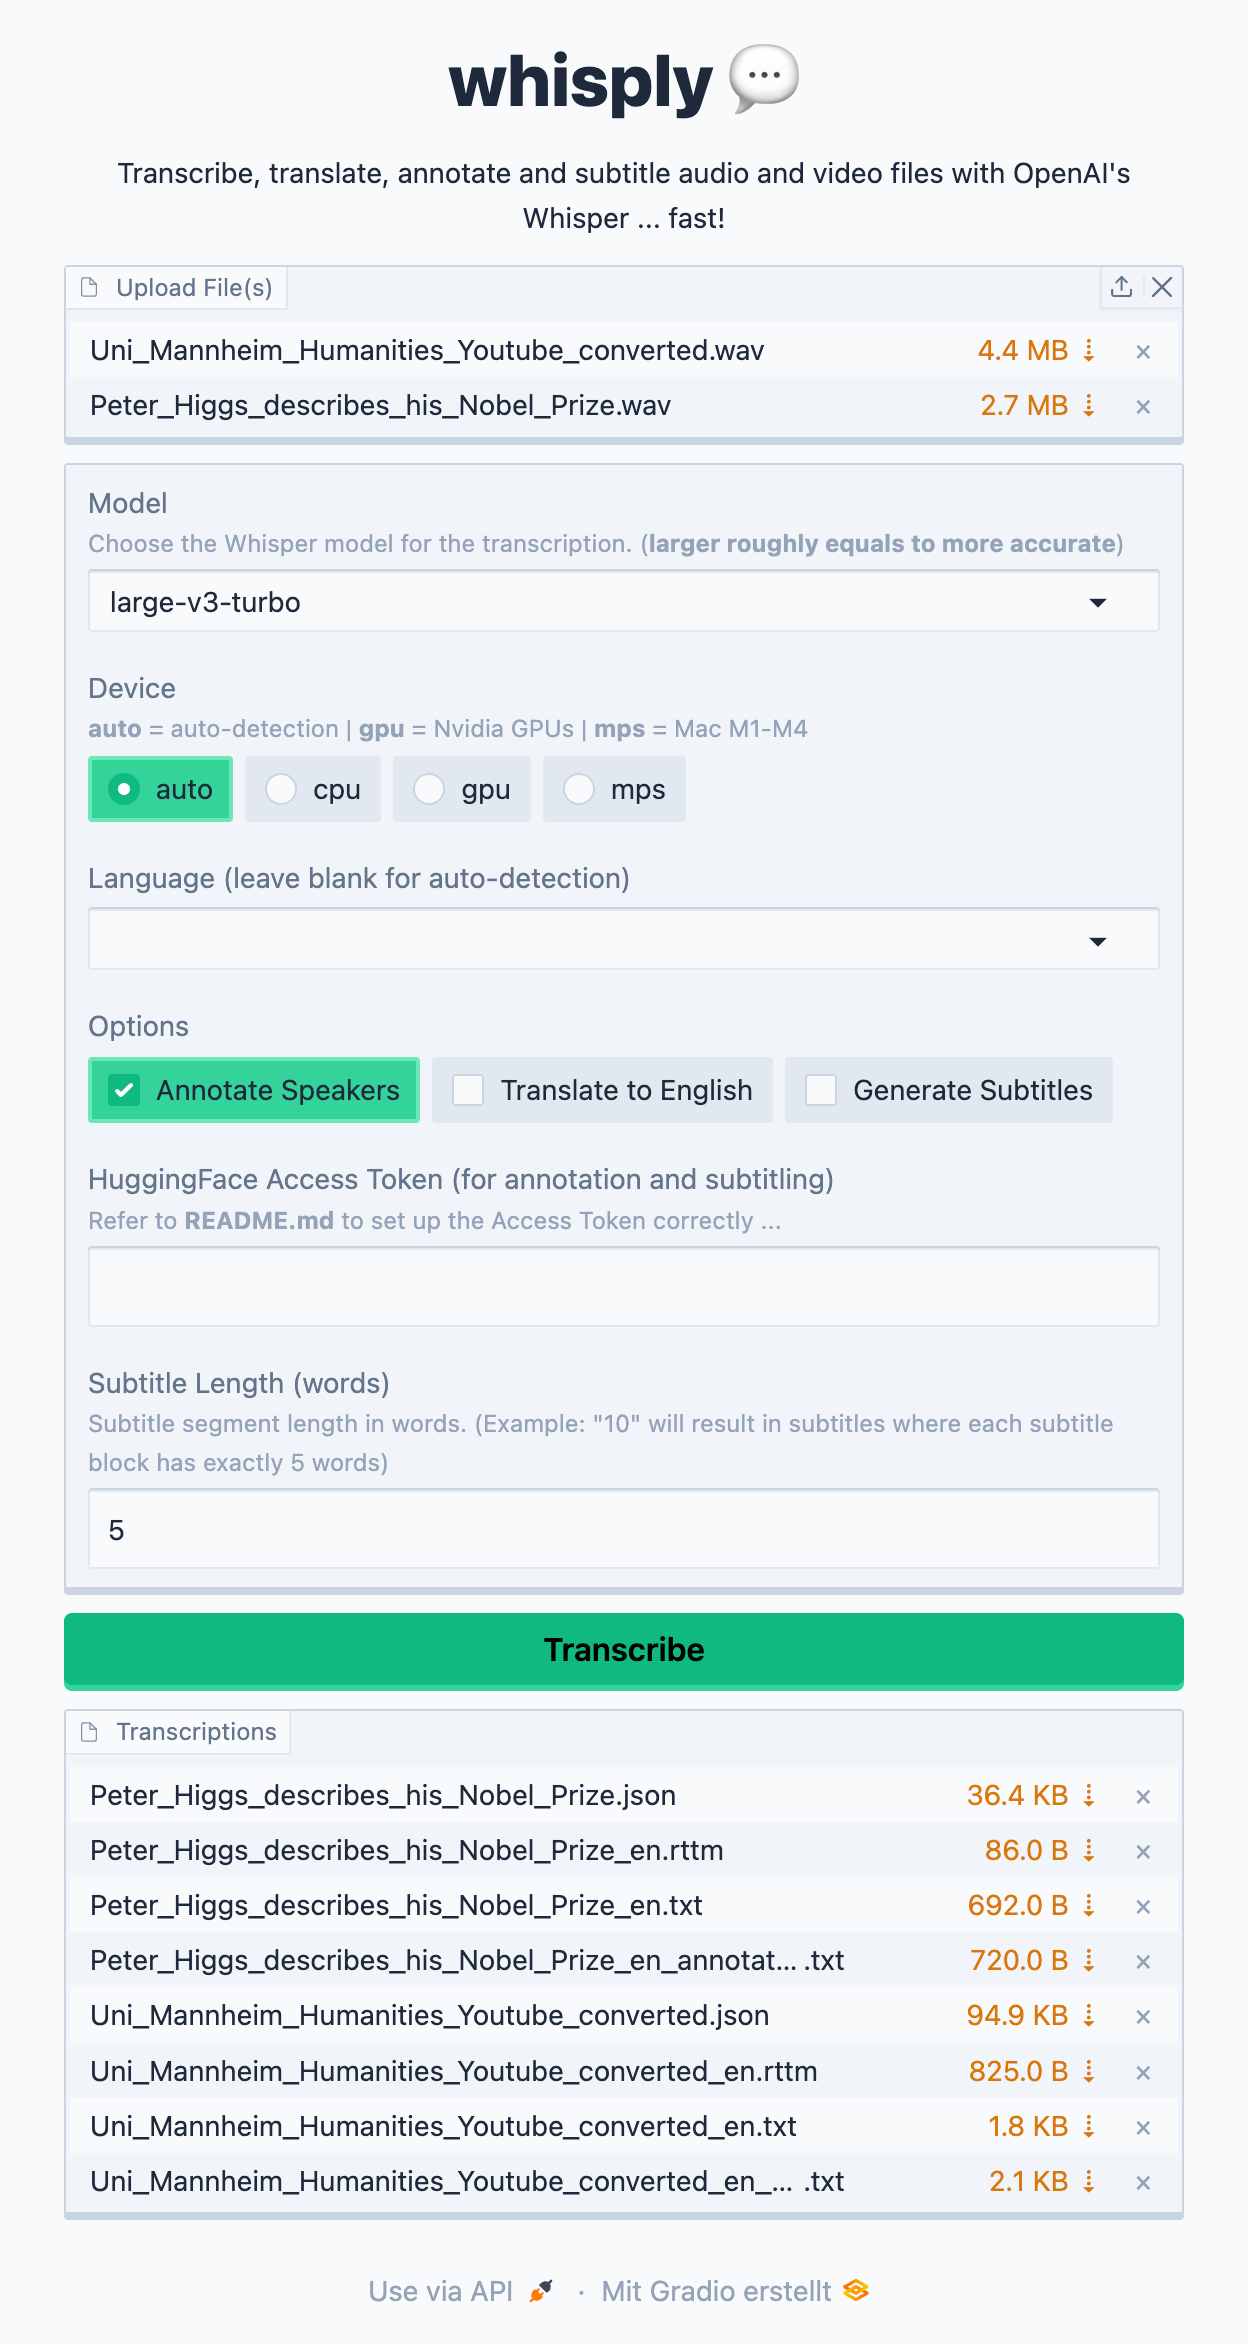 whisply
Transcribe, translate, annotate and subtitle audio and video files with OpenAI's
Whisper ... fast!
Upload File(s)
Uni_Mannheim_Humanities_Youtube_converted.wav 4.4 MB ⇣ ×
Peter_Higgs_describes_his_Nobel_Prize.wav 2.7 MB ⇣ ×
Model
Choose the Whisper model for the transcription. (larger roughly equals to more accurate)
large-v3-turbo
Device
auto = auto-detection | gpu = Nvidia GPUs | mps = Mac M1-M4
auto cpu gpu mps
Language (leave blank for auto-detection)
Options
Annotate Speakers Translate to English Generate Subtitles
HuggingFace Access Token (for annotation and subtitling)
Refer to README.md to set up the Access Token correctly ...
Subtitle Length (words)
Subtitle segment length in words. (Example: "10" will result in subtitles where each subtitle
block has exactly 5 words)
5
Transcribe
Transcriptions
Peter_Higgs_describes_his_Nobel_Prize.json 36.4 KB ⇣ ×
Peter_Higgs_describes_his_Nobel_Prize_en.rttm 86.0 B ⇣ ×
Peter_Higgs_describes_his_Nobel_Prize_en.txt 692.0 B ⇣ ×
Peter_Higgs_describes_his_Nobel_Prize_en_annotat... .txt 720.0 B ⇣ ×
Uni_Mannheim_Humanities_Youtube_converted.json 94.9 KB ⇣ ×
Uni_Mannheim_Humanities_Youtube_converted_en.rttm 825.0 B ⇣ ×
Uni_Mannheim_Humanities_Youtube_converted_en.txt 1.8 KB ⇣ ×
Uni_Mannheim_Humanities_Youtube_converted_en_... .txt 2.1 KB ⇣ ×
Use via API · Mit Gradio erstellt